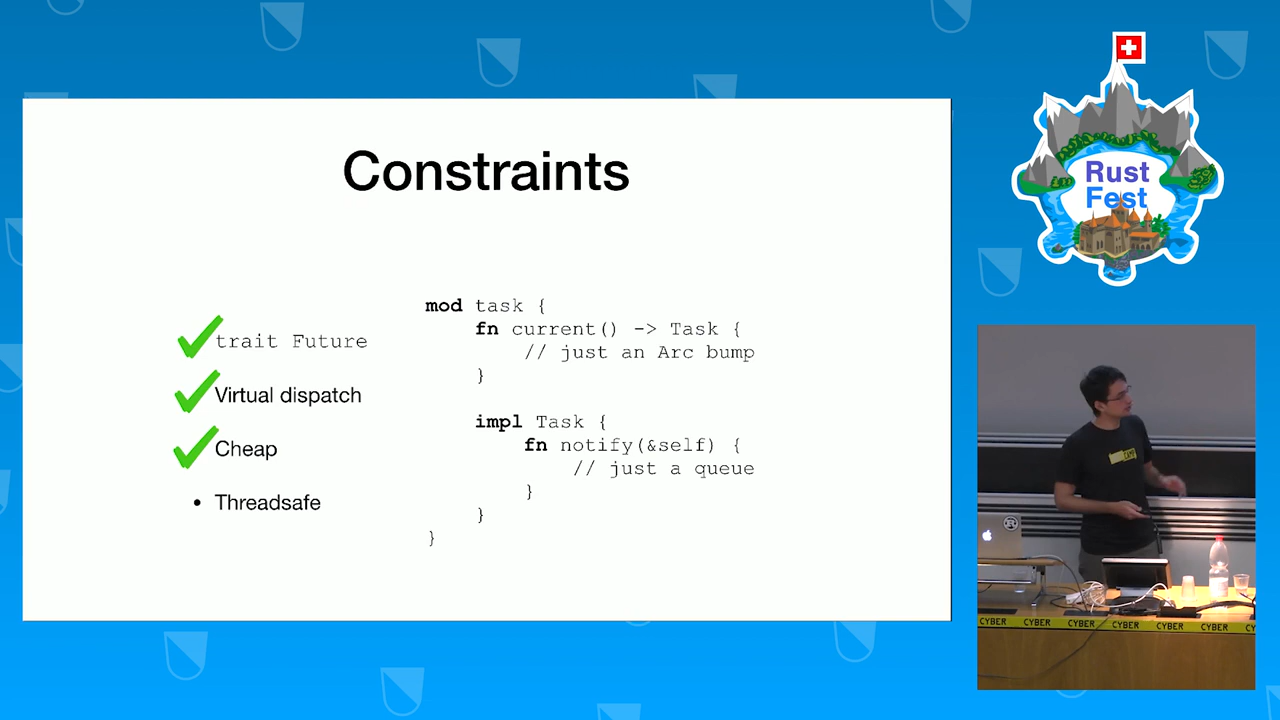 Constraints
trait Future
Virtual dispatch
Cheap
• Threadsafe
mod task {
    fn current() -> Task {
        // just an Arc bump
    }
    impl Task {
        fn notify(&self) {
            // just a queue
        }
    }
}
Rust
Fest
CYBER CYBER CYBER CYBER CYBER CYBER